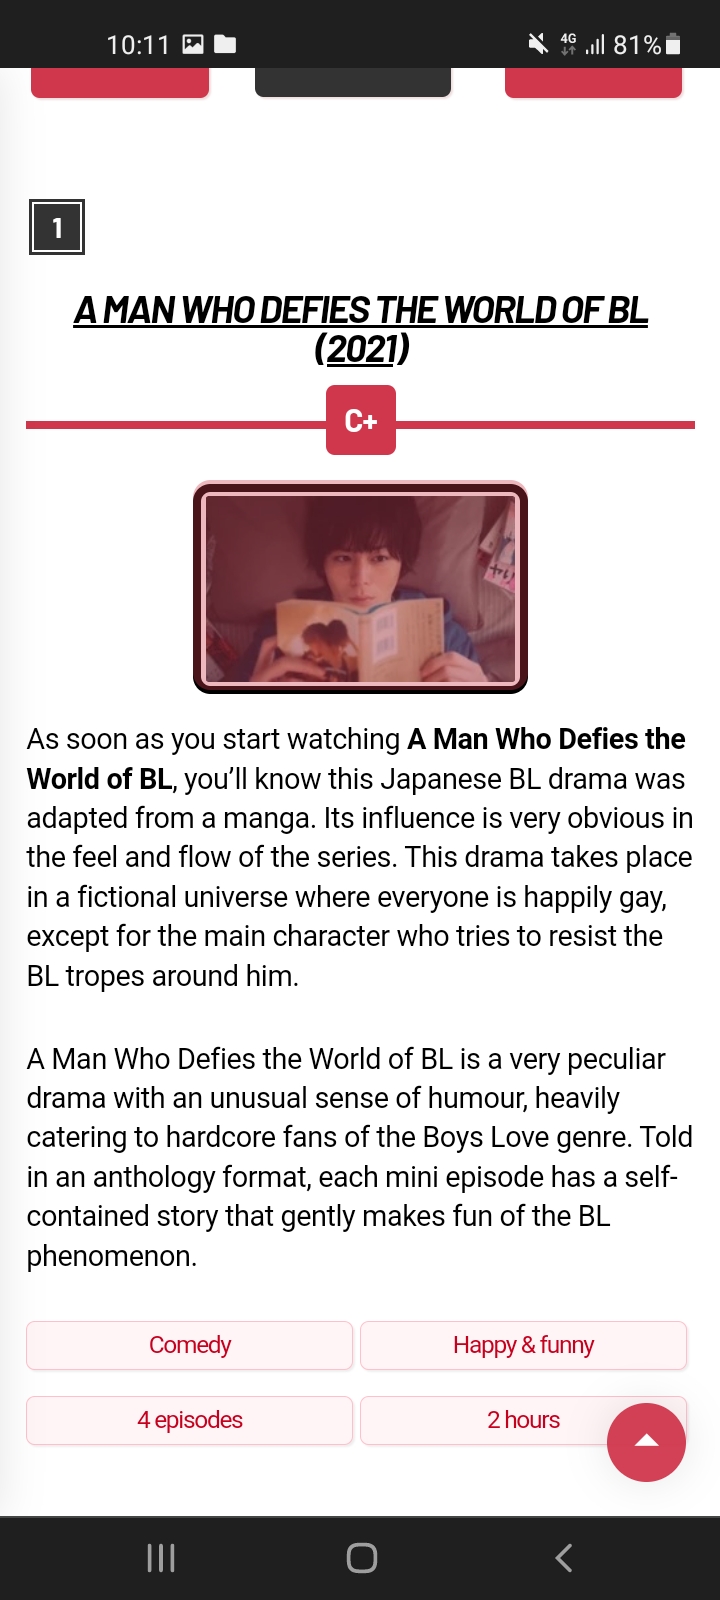 10:11
4G
81%
1
A MAN WHO DEFIES THE WORLD OF BL
(2021)
C+
As soon as you start watching A Man Who Defies the
World of BL, you’ll know this Japanese BL drama was
adapted from a manga. Its influence is very obvious in
the feel and flow of the series. This drama takes place
in a fictional universe where everyone is happily gay,
except for the main character who tries to resist the
BL tropes around him.
A Man Who Defies the World of BL is a very peculiar
drama with an unusual sense of humour, heavily
catering to hardcore fans of the Boys Love genre. Told
in an anthology format, each mini episode has a self-
contained story that gently makes fun of the BL
phenomenon.
Comedy
Happy & funny
4 episodes
2 hours